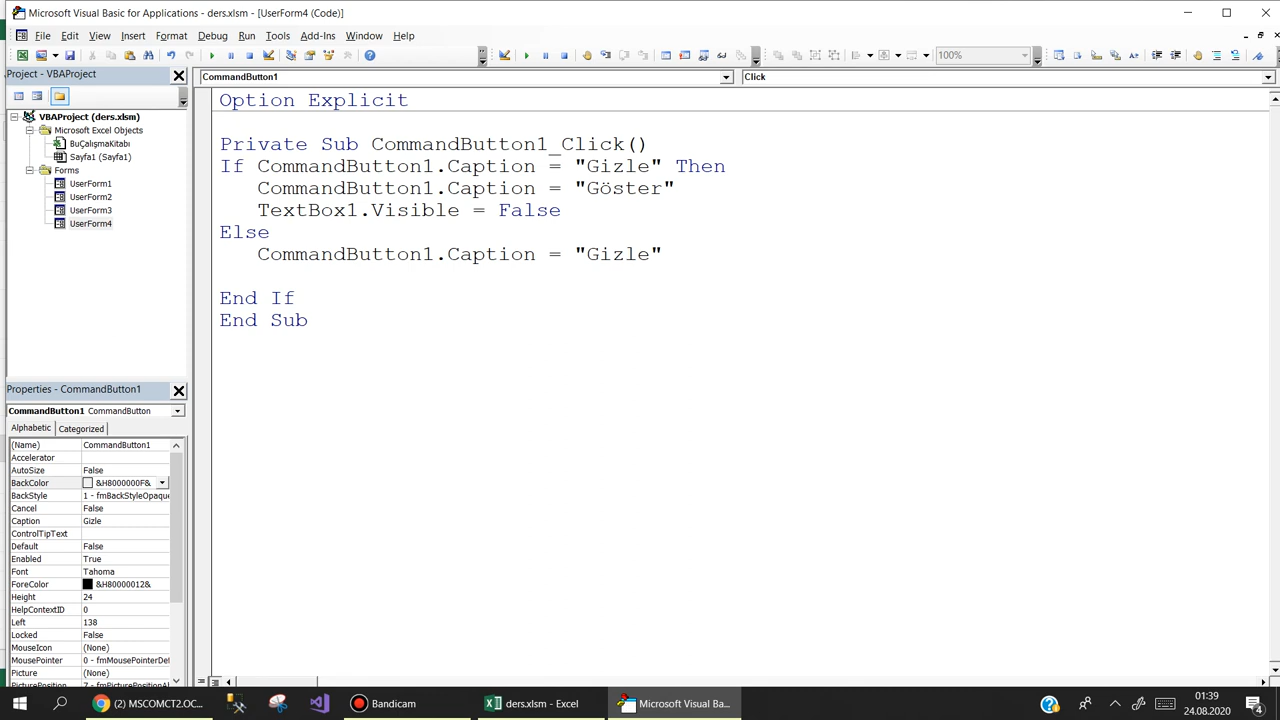 Microsoft Visual Basic for Applications - ders.xlsm - [UserForm4 (Code)]
File Edit View Insert Format Debug Run Tools Add-Ins Window Help
100%
Project - VBAProject
CommandButton1
Click
VBAProject (ders.xlsm)
Microsoft Excel Objects
BuÇalışmaKitabı
Sayfa1 (Sayfa1)
Forms
UserForm1
UserForm2
UserForm3
UserForm4
Option Explicit
Private Sub CommandButton1_Click()
If CommandButton1.Caption = "Gizle" Then
CommandButton1.Caption = "Göster"
TextBox1.Visible = False
Else
CommandButton1.Caption = "Gizle"
End If
End Sub
Properties - CommandButton1
CommandButton1 CommandButton
Alphabetic Categorized
(Name) CommandButton1
Accelerator
AutoSize False
BackColor &H8000000F&
BackStyle 1 - fmBackStyleOpaque
Cancel False
Caption Gizle
ControlTipText
Default False
Enabled True
Font Tahoma
ForeColor &H80000012&
Height 24
HelpContextID 0
Left 138
Locked False
MouseIcon (None)
MousePointer 0 - fmMousePointerDef
Picture (None)
(2) MSCOMCT2.OC...
Bandicam
ders.xlsm - Excel
Microsoft Visual Ba...
01:39
24.08.2020
4